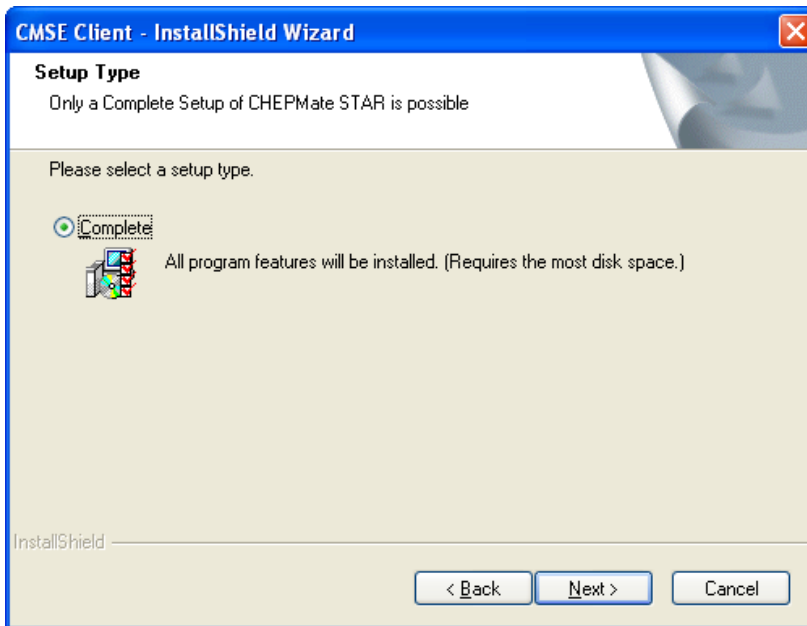 CMSE Client - InstallShield Wizard
Setup Type
Only a Complete Setup of CHEPMate STAR is possible
Please select a setup type.
Complete
All program features will be installed. (Requires the most disk space.)
InstallShield
< Back Next > Cancel